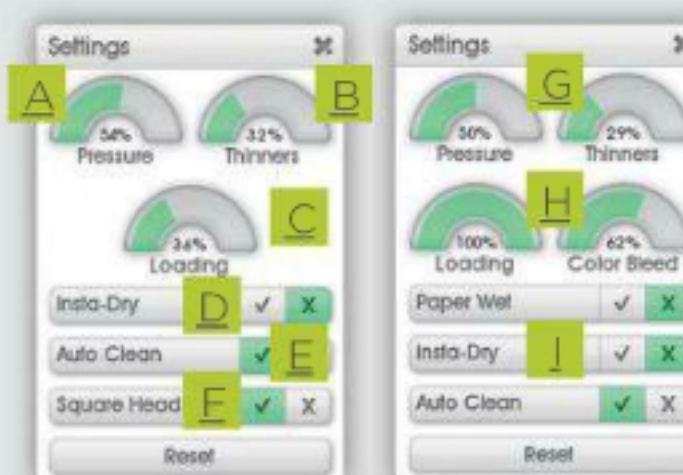 Settings
A
B
54%
32%
Pressure
Thinners
C
36%
Loading
Insta-Dry
D
✓ X
Auto Clean
✓
E
Square Head
F
✓ X
Reset
Settings
G
50%
29%
Pressure
Thinners
H
100%
62%
Loading
Color Bleed
Paper Wet
✓ X
Insta-Dry
I
✓ X
Auto Clean
✓ X
Reset